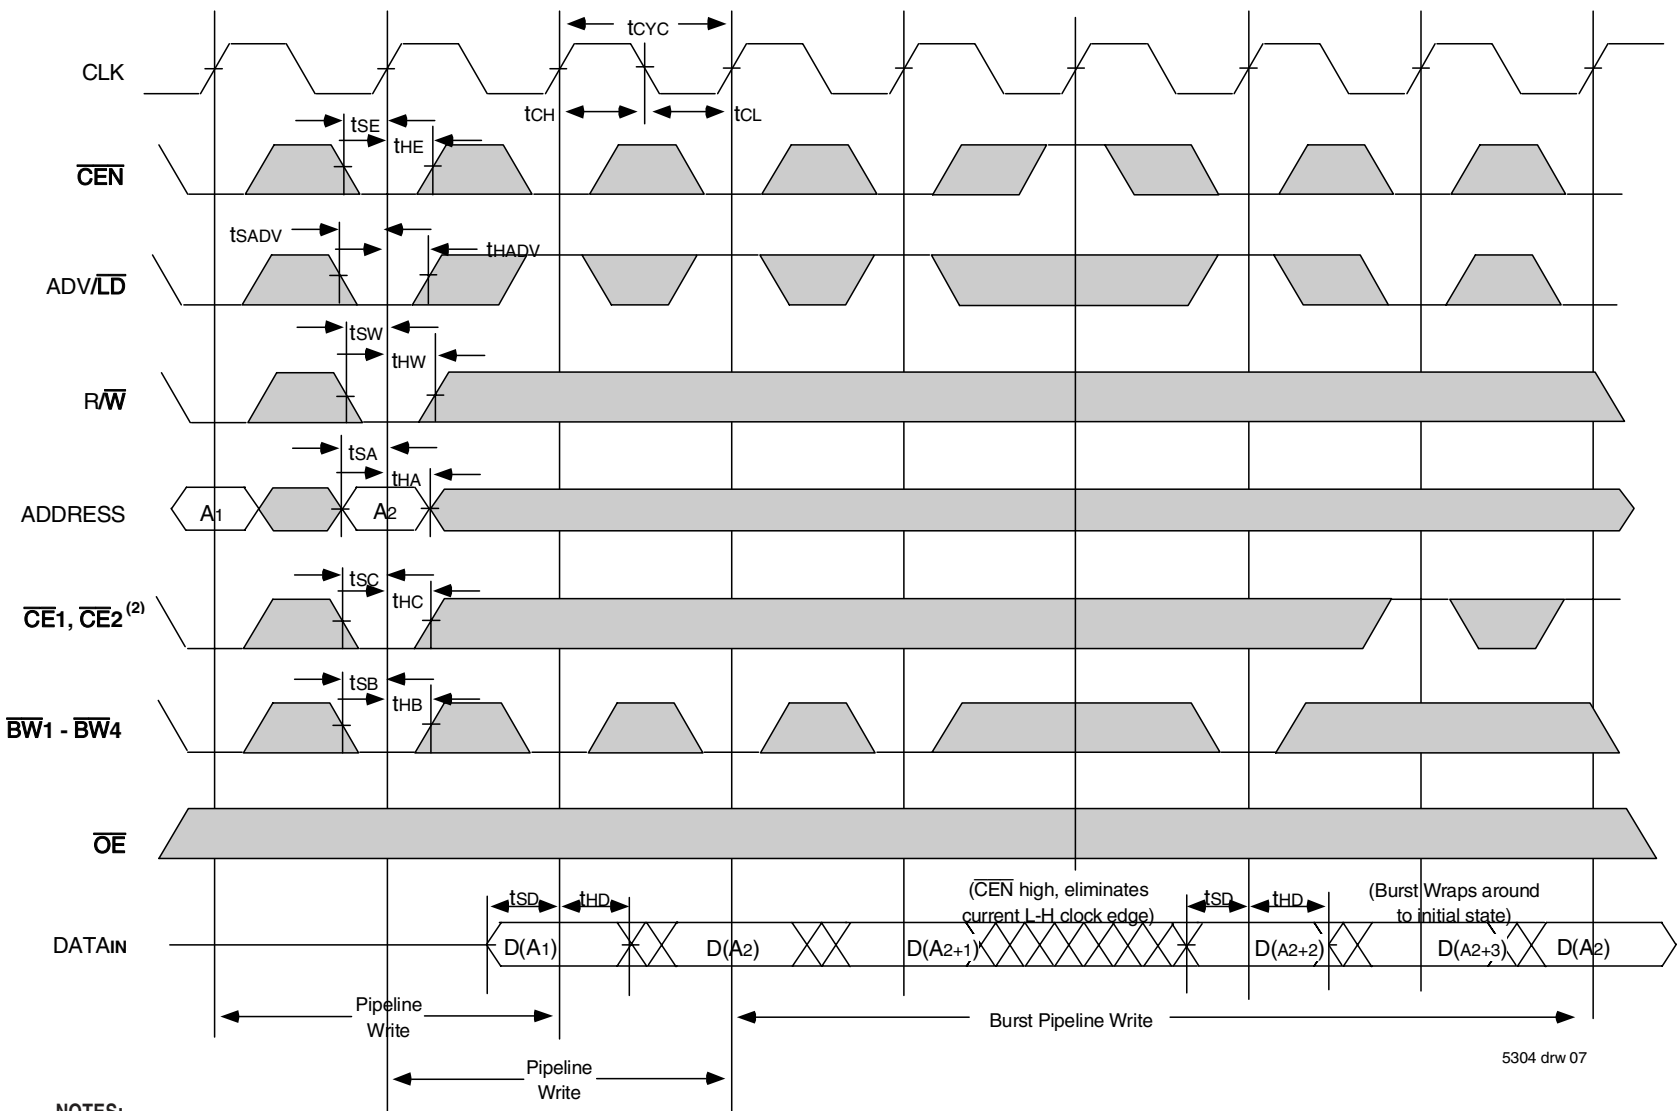 tCYC
CLK
tCH
tCL
tSE
tHE
CEN
tSADV
tHADV
ADV/LD
tSW
tHW
R/W
tSA
tHA
ADDRESS
A1
A2
tSC
tHC
CE1, CE2 (2)
tSB
tHB
BW1 - BW4
OE
(CEN high, eliminates
current L-H clock edge)
(Burst Wraps around
to initial state)
tSD
tHD
tSD
tHD
DATAIN
D(A1)
D(A2)
D(A2+1)
D(A2+2)
D(A2+3)
D(A2)
Pipeline
Write
Burst Pipeline Write
Pipeline
Write
5304 drw 07
NOTES: